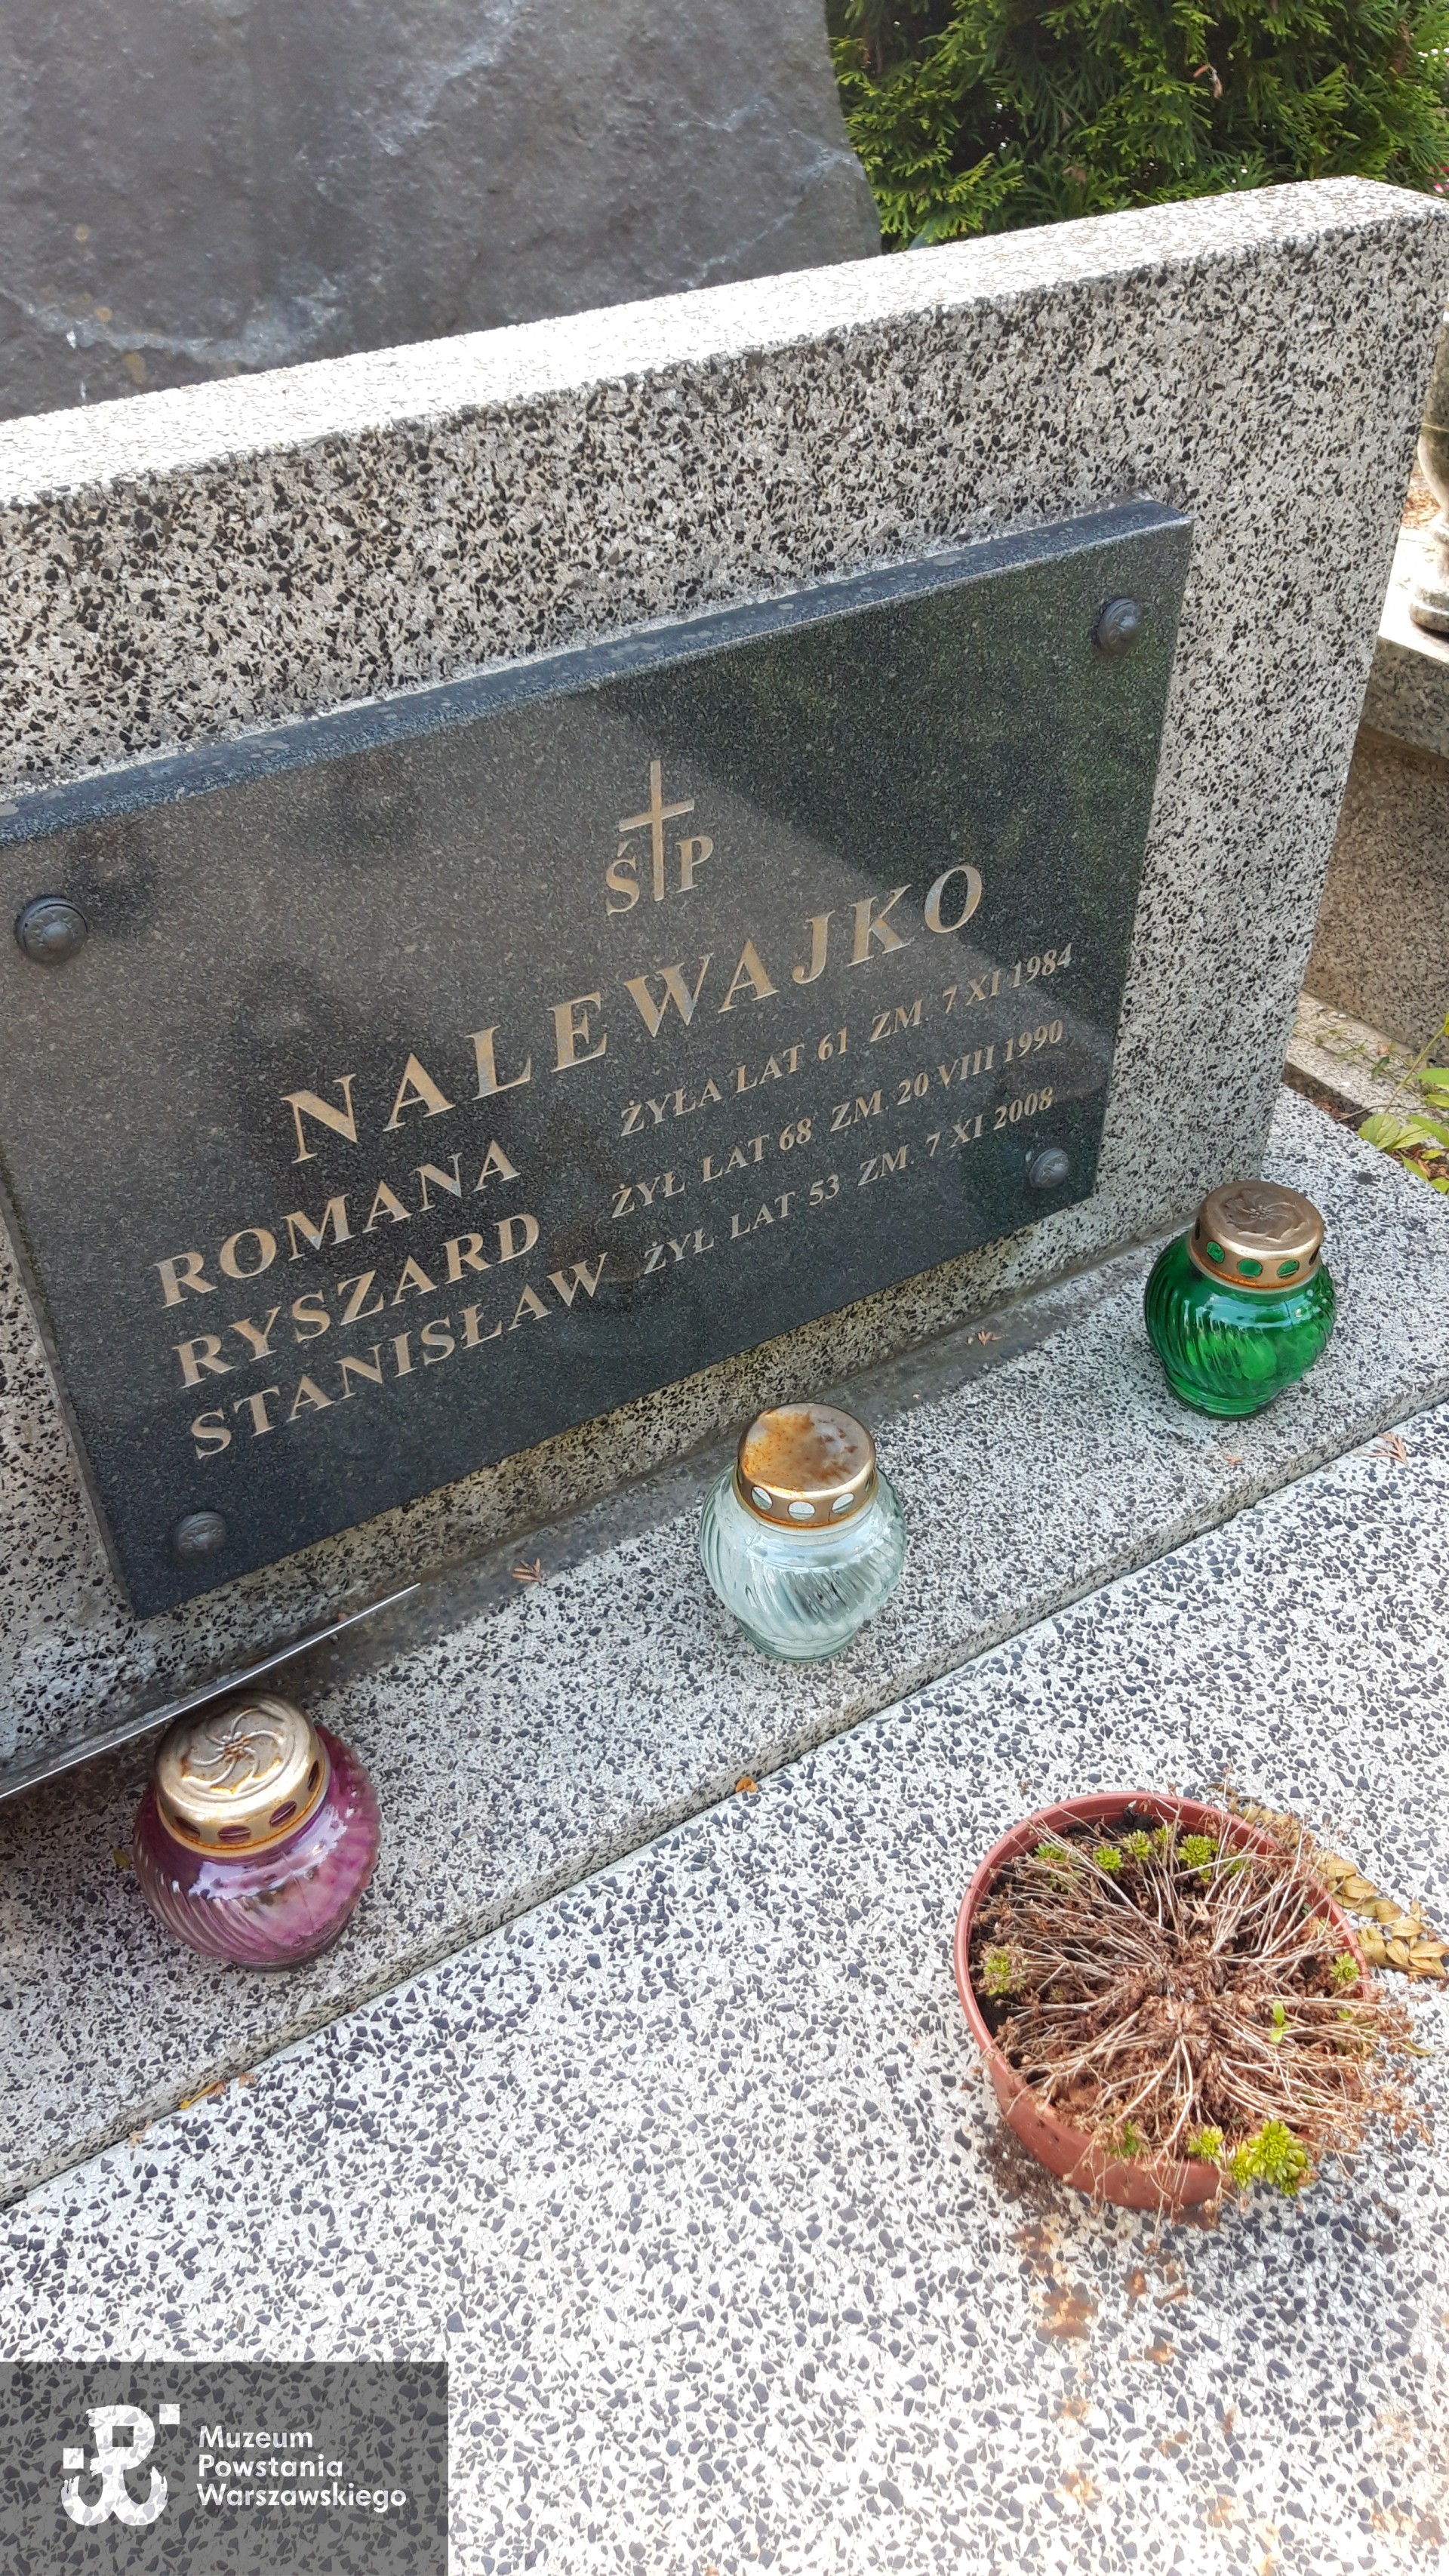 Ś P
NALEWAJKO
ROMANA ŻYŁA LAT 61 ZM. 7 XI 1984
RYSZARD ŻYŁ LAT 68 ZM. 20 VIII 1990
STANISŁAW ŻYŁ LAT 53 ZM. 7 XI 2008
Muzeum
Powstania
Warszawskiego